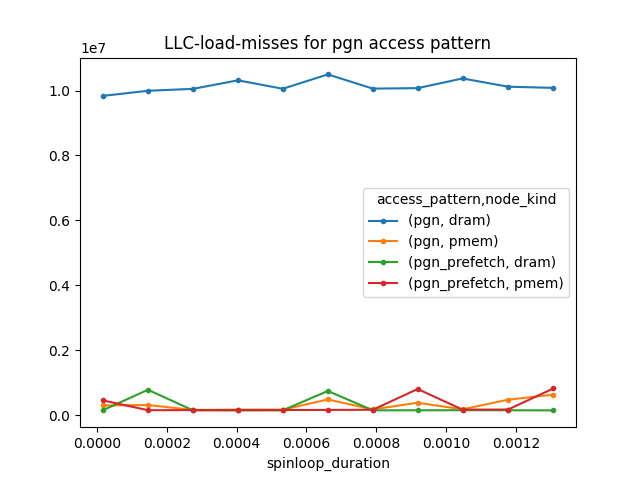 LLC-load-misses for pgn access pattern
1e7
1.0
0.8
0.6
0.4
0.2
0.0
access_pattern,node_kind
(pgn, dram)
(pgn, pmem)
(pgn_prefetch, dram)
(pgn_prefetch, pmem)
0.0000 0.0002 0.0004 0.0006 0.0008 0.0010 0.0012
spinloop_duration